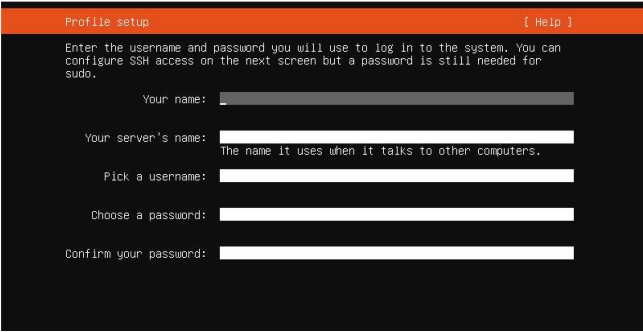 Profile setup [ Help ]
Enter the username and password you will use to log in to the system. You can
configure SSH access on the next screen but a password is still needed for
sudo.
Your name:
Your server's name:
The name it uses when it talks to other computers.
Pick a username:
Choose a password:
Confirm your password: